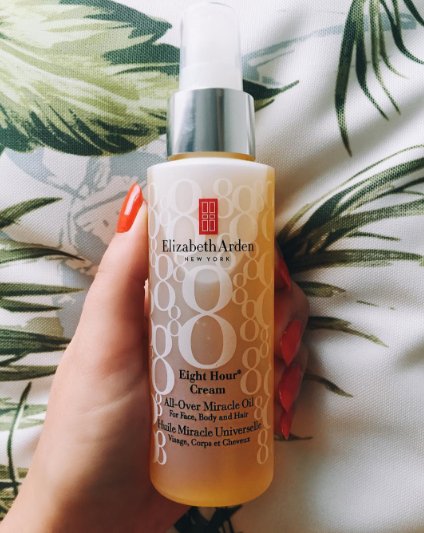 Elizabeth Arden
NEW YORK
8
Eight Hour®
Cream
All-Over Miracle Oil
For Face, Body and Hair
Huile Miracle Universelle
Visage, Corps et Cheveux